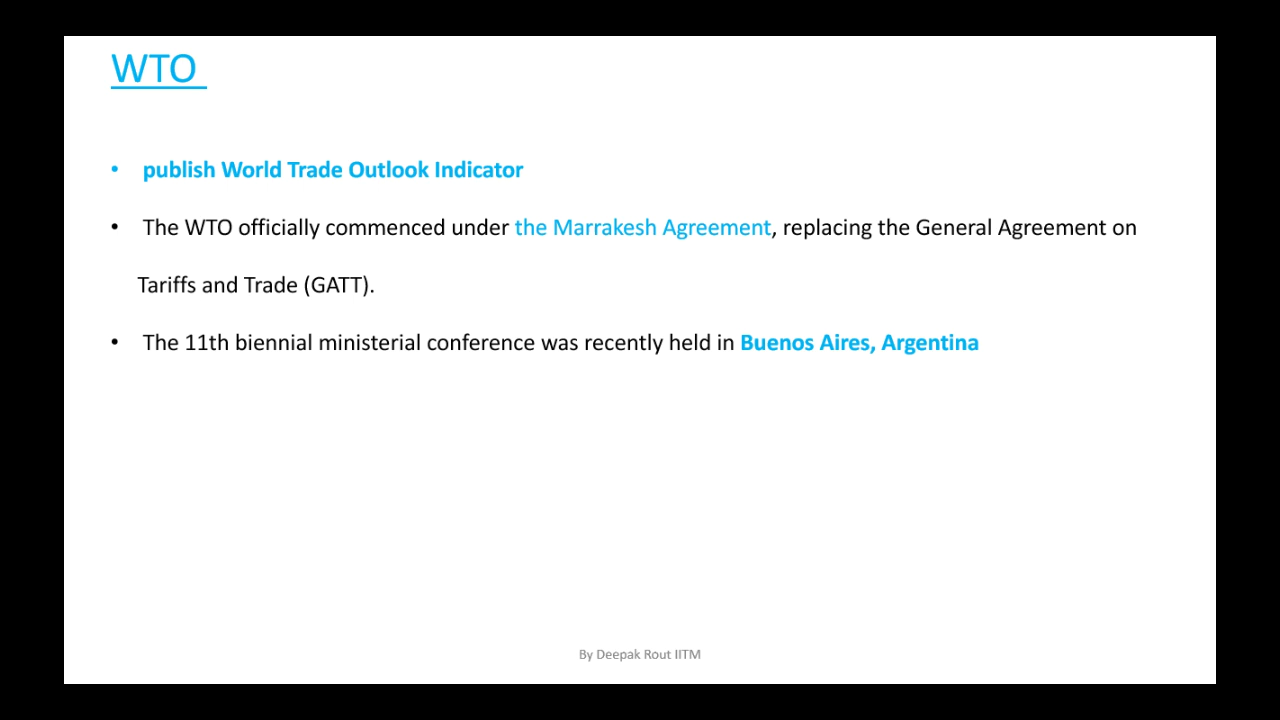 WTO
• publish World Trade Outlook Indicator
• The WTO officially commenced under the Marrakesh Agreement, replacing the General Agreement on
Tariffs and Trade (GATT).
• The 11th biennial ministerial conference was recently held in Buenos Aires, Argentina
By Deepak Rout IITM